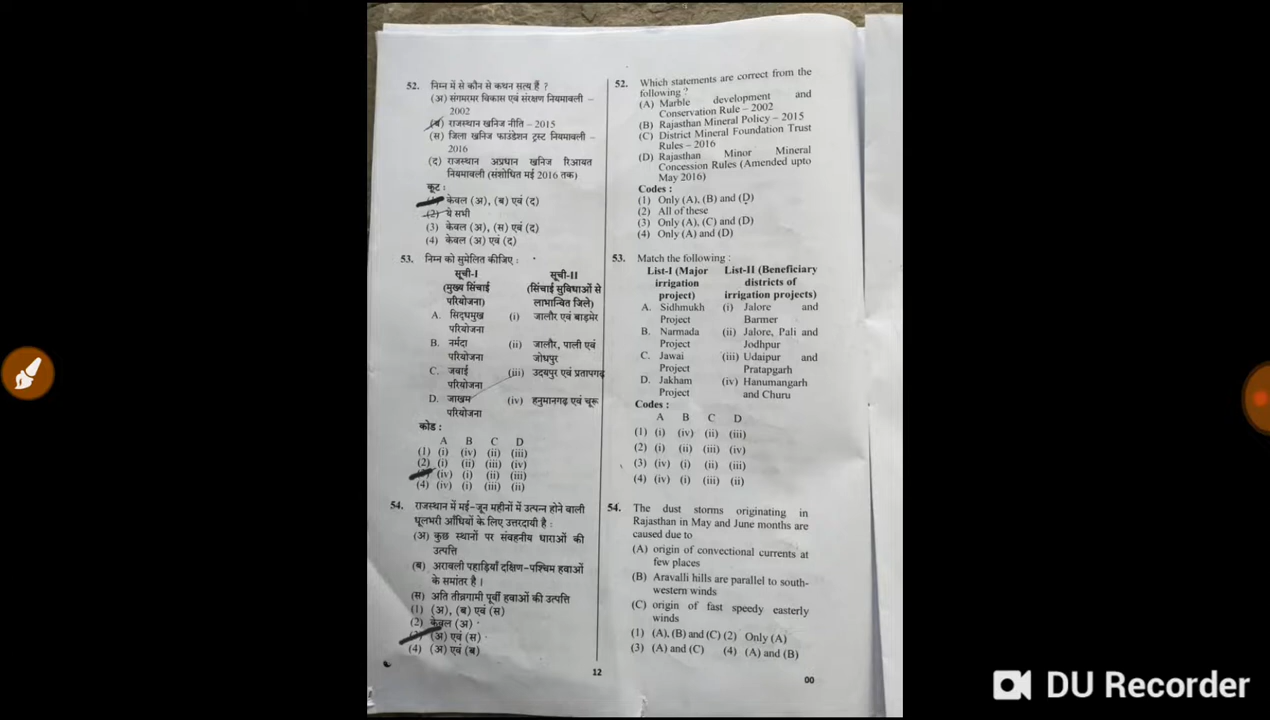 52. निम्न में से कौन से कथन सत्य हैं ?
(अ) संगमरमर विकास एवं संरक्षण नियमावली –
2002
(ब) राजस्थान खनिज नीति – 2015
(स) जिला खनिज फाउंडेशन ट्रस्ट नियमावली –
2016
(द) राजस्थान अप्रधान खनिज रिआयत
नियमावली (संशोधित मई 2016 तक)
कूट :
केवल (अ), (ब) एवं (द)
(2) ये सभी
(3) केवल (अ), (स) एवं (द)
(4) केवल (अ) एवं (द)
53. निम्न को सुमेलित कीजिए :
सूची-I सूची-II
(मुख्य सिंचाई (सिंचाई सुविधाओं से
परियोजना) लाभान्वित जिले)
A. सिद्धमुख (i) जालौर एवं बाड़मेर
परियोजना
B. नर्मदा (ii) जालौर, पाली एवं
परियोजना जोधपुर
C. जवाई (iii) उदयपुर एवं प्रतापगढ़
परियोजना
D. जाखम (iv) हनुमानगढ़ एवं चूरू
परियोजना
कोड :
A B C D
(1) (i) (iv) (ii) (iii)
(2) (i) (ii) (iii) (iv)
(iv) (i) (ii) (iii)
(4) (iv) (i) (iii) (ii)
54. राजस्थान में मई-जून महीनों में उत्पन्न होने वाली
धूलभरी आँधियों के लिए उत्तरदायी है :
(अ) कुछ स्थानों पर संवहनीय धाराओं की
उत्पत्ति
(ब) अरावली पहाड़ियाँ दक्षिण-पश्चिम हवाओं
के समांतर है ।
(स) अति तीव्रगामी पूर्वी हवाओं की उत्पत्ति
(1) (अ), (ब) एवं (स)
(2) केवल (अ)
(अ) एवं (स)
(4) (अ) एवं (ब)
52. Which statements are correct from the
following ?
(A) Marble development and
Conservation Rule – 2002
(B) Rajasthan Mineral Policy – 2015
(C) District Mineral Foundation Trust
Rules – 2016
(D) Rajasthan Minor Mineral
Concession Rules (Amended upto
May 2016)
Codes :
(1) Only (A), (B) and (D)
(2) All of these
(3) Only (A), (C) and (D)
(4) Only (A) and (D)
53. Match the following :
List-I (Major List-II (Beneficiary
irrigation districts of
project) irrigation projects)
A. Sidhmukh (i) Jalore and
Project Barmer
B. Narmada (ii) Jalore, Pali and
Project Jodhpur
C. Jawai (iii) Udaipur and
Project Pratapgarh
D. Jakham (iv) Hanumangarh
Project and Churu
Codes :
A B C D
(1) (i) (iv) (ii) (iii)
(2) (i) (ii) (iii) (iv)
(3) (iv) (i) (ii) (iii)
(4) (iv) (i) (iii) (ii)
54. The dust storms originating in
Rajasthan in May and June months are
caused due to
(A) origin of convectional currents at
few places
(B) Aravalli hills are parallel to south-
western winds
(C) origin of fast speedy easterly
winds
(1) (A), (B) and (C) (2) Only (A)
(3) (A) and (C) (4) (A) and (B)
12
00
DU Recorder